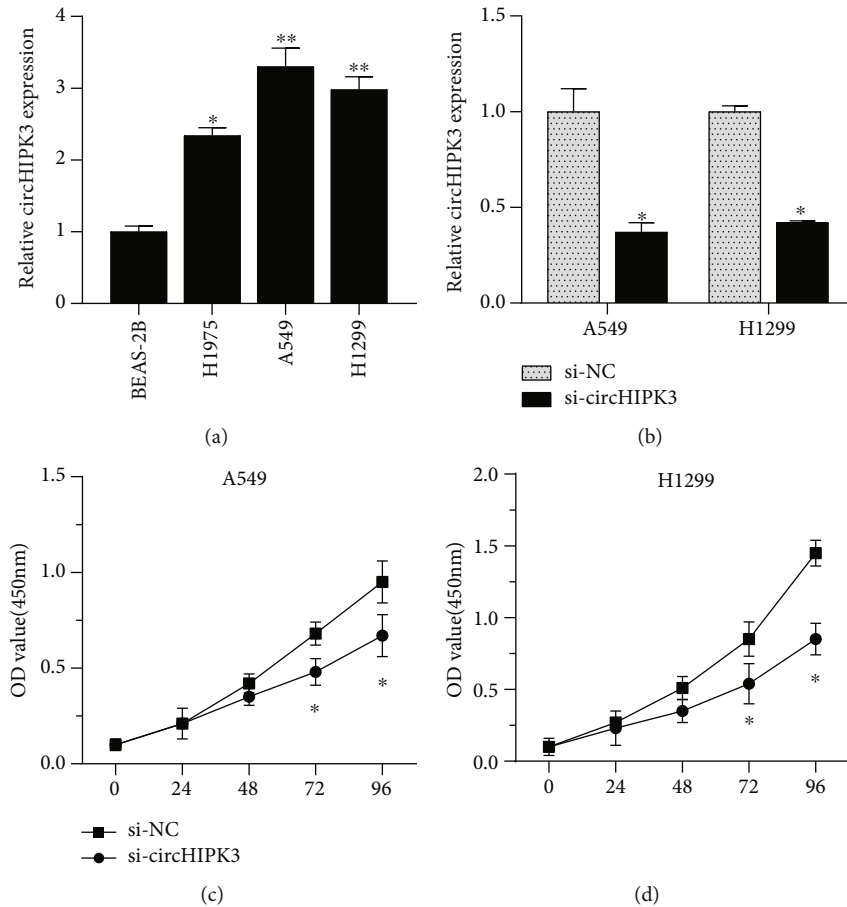 4
3
2
1
0
Relative circHIPK3 expression
*
**
**
BEAS-2B
H1975
A549
H1299
(a)
1.5
1.0
0.5
0.0
Relative circHIPK3 expression
*
*
A549
H1299
si-NC
si-circHIPK3
(b)
A549
1.5
1.0
0.5
0.0
OD value(450nm)
*
*
0
24
48
72
96
si-NC
si-circHIPK3
(c)
H1299
2.0
1.5
1.0
0.5
0.0
OD value(450nm)
*
*
0
24
48
72
96
(d)